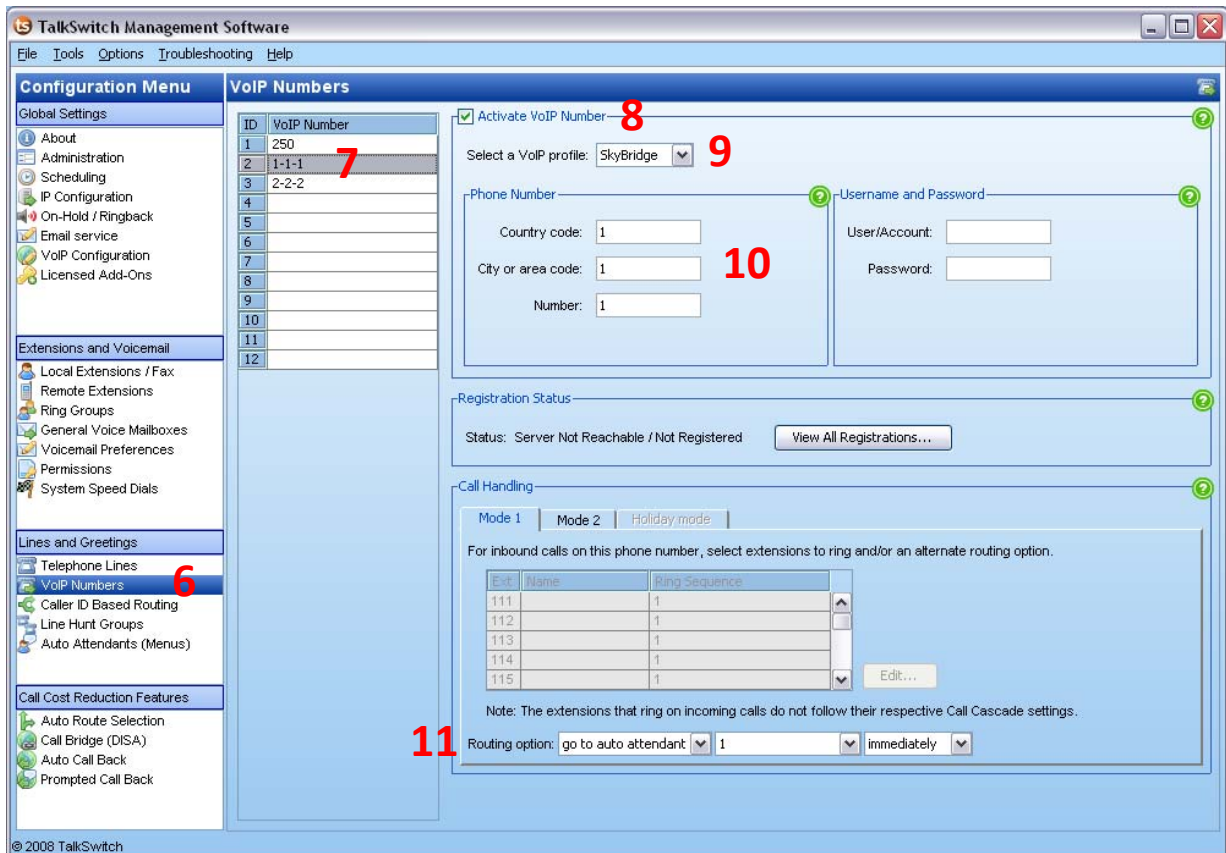 TalkSwitch Management Software
File Tools Options Troubleshooting Help
Configuration Menu
Global Settings
About
Administration
Scheduling
IP Configuration
On-Hold / Ringback
Email service
VoIP Configuration
Licensed Add-Ons
Extensions and Voicemail
Local Extensions / Fax
Remote Extensions
Ring Groups
General Voice Mailboxes
Voicemail Preferences
Permissions
System Speed Dials
Lines and Greetings
Telephone Lines
VoIP Numbers 6
Caller ID Based Routing
Line Hunt Groups
Auto Attendants (Menus)
Call Cost Reduction Features
Auto Route Selection
Call Bridge (DISA)
Auto Call Back
Prompted Call Back
VoIP Numbers
ID VoIP Number
1 250
2 1-1-1 7
3 2-2-2
4
5
6
7
8
9
10
11
12
Activate VoIP Number 8
Select a VoIP profile: SkyBridge 9
Phone Number
Country code: 1
City or area code: 1 10
Number: 1
Username and Password
User/Account:
Password:
Registration Status
Status: Server Not Reachable / Not Registered View All Registrations...
Call Handling
Mode 1 Mode 2 Holiday mode
For inbound calls on this phone number, select extensions to ring and/or an alternate routing option.
Ext Name Ring Sequence
111 1
112 1
113 1
114 1
115 1
Edit...
Note: The extensions that ring on incoming calls do not follow their respective Call Cascade settings.
11 Routing option: go to auto attendant 1 immediately
© 2008 TalkSwitch